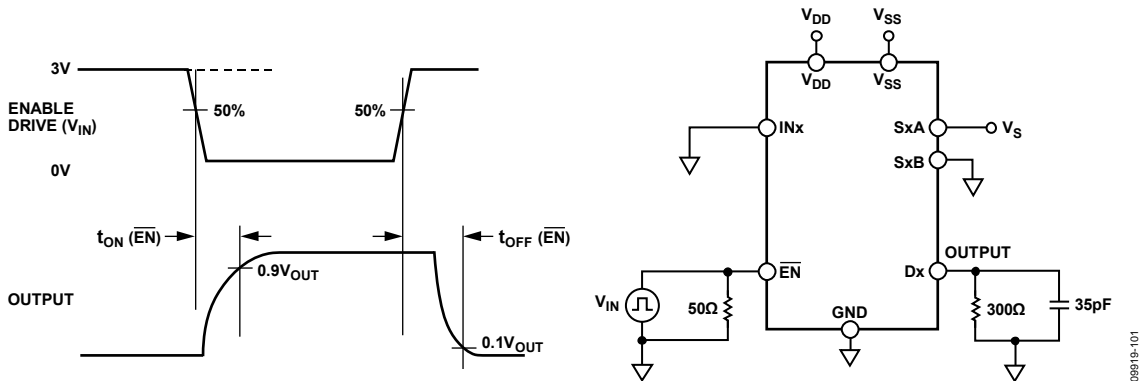 3V
ENABLE
DRIVE (VIN)
0V
50%
50%
tON (EN)
tOFF (EN)
0.9VOUT
OUTPUT
0.1VOUT
VDD
VSS
VDD
VSS
INx
SxA
VS
SxB
OUTPUT
EN
Dx
VIN
50Ω
GND
300Ω
35pF
09919-101